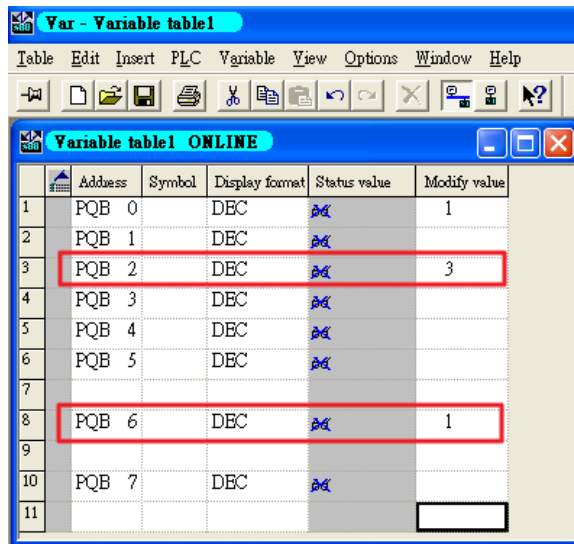 Var - Variable table1
Table Edit Insert PLC Variable View Options Window Help
Variable table1 ONLINE
Address Symbol Display format Status value Modify value
1 PQB 0 DEC 1
2 PQB 1 DEC
3 PQB 2 DEC 3
4 PQB 3 DEC
5 PQB 4 DEC
6 PQB 5 DEC
7
8 PQB 6 DEC 1
9
10 PQB 7 DEC
11